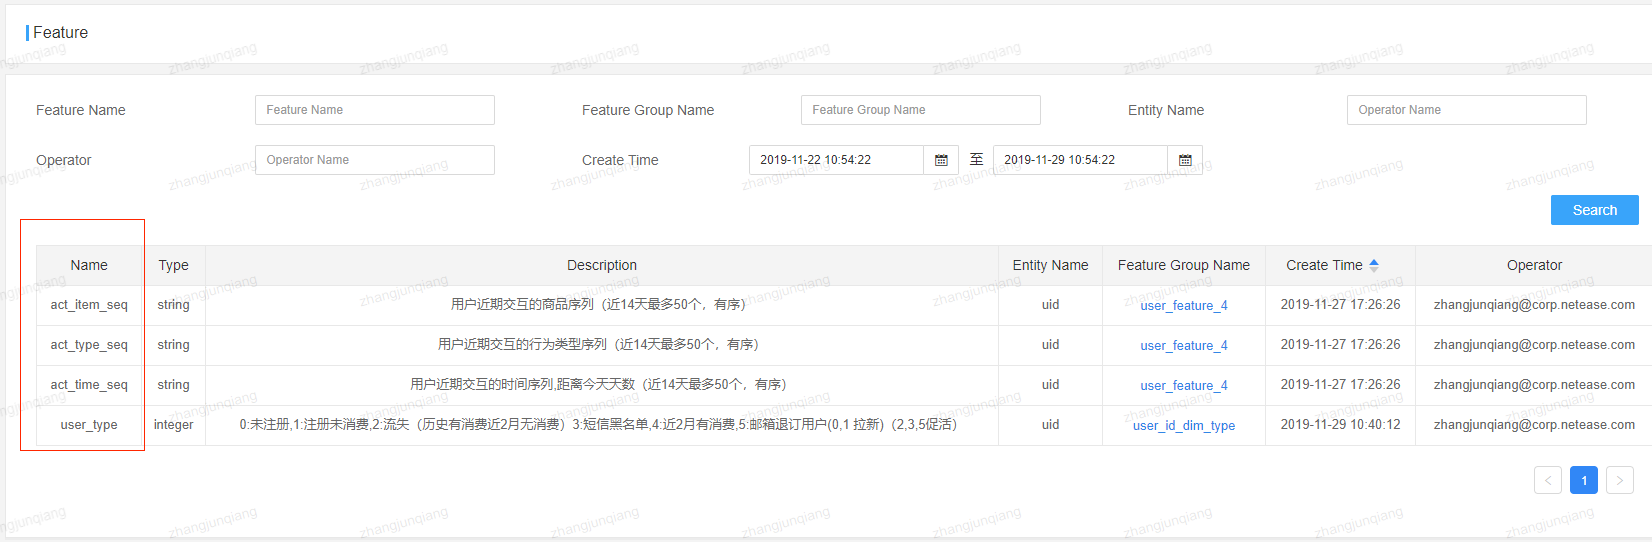 Feature
Feature Name Feature Name Feature Group Name Feature Group Name Entity Name Operator Name
Operator Operator Name Create Time 2019-11-22 10:54:22 至 2019-11-29 10:54:22
Search
Name Type Description Entity Name Feature Group Name Create Time Operator
act_item_seq string 用户近期交互的商品序列（近14天最多50个，有序） uid user_feature_4 2019-11-27 17:26:26 zhangjunqiang@corp.netease.com
act_type_seq string 用户近期交互的行为类型序列（近14天最多50个，有序） uid user_feature_4 2019-11-27 17:26:26 zhangjunqiang@corp.netease.com
act_time_seq string 用户近期交互的时间序列,距离今天天数（近14天最多50个，有序） uid user_feature_4 2019-11-27 17:26:26 zhangjunqiang@corp.netease.com
user_type integer 0:未注册,1:注册未消费,2:流失（历史有消费近2月无消费）3:短信黑名单,4:近2月有消费,5:邮箱退订用户(0,1 拉新)（2,3,5促活） uid user_id_dim_type 2019-11-29 10:40:12 zhangjunqiang@corp.netease.com
< 1 >
zhangjunqiang